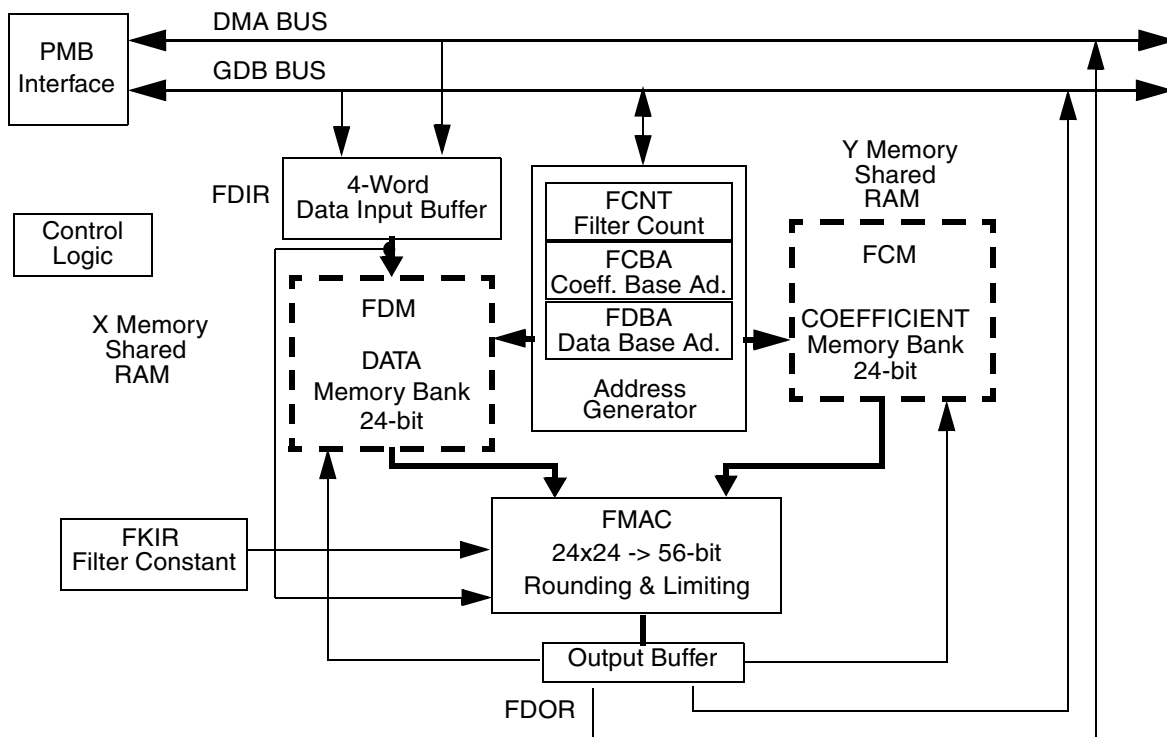 DMA BUS
PMB
Interface
GDB BUS
FDIR
4-Word
Data Input Buffer
FCNT
Filter Count
FCBA
Coeff. Base Ad.
FDBA
Data Base Ad.
Address
Generator
Y Memory
Shared
RAM
FCM
COEFFICIENT
Memory Bank
24-bit
Control
Logic
X Memory
Shared
RAM
FDM
DATA
Memory Bank
24-bit
FKIR
Filter Constant
FMAC
24x24 -> 56-bit
Rounding & Limiting
Output Buffer
FDOR